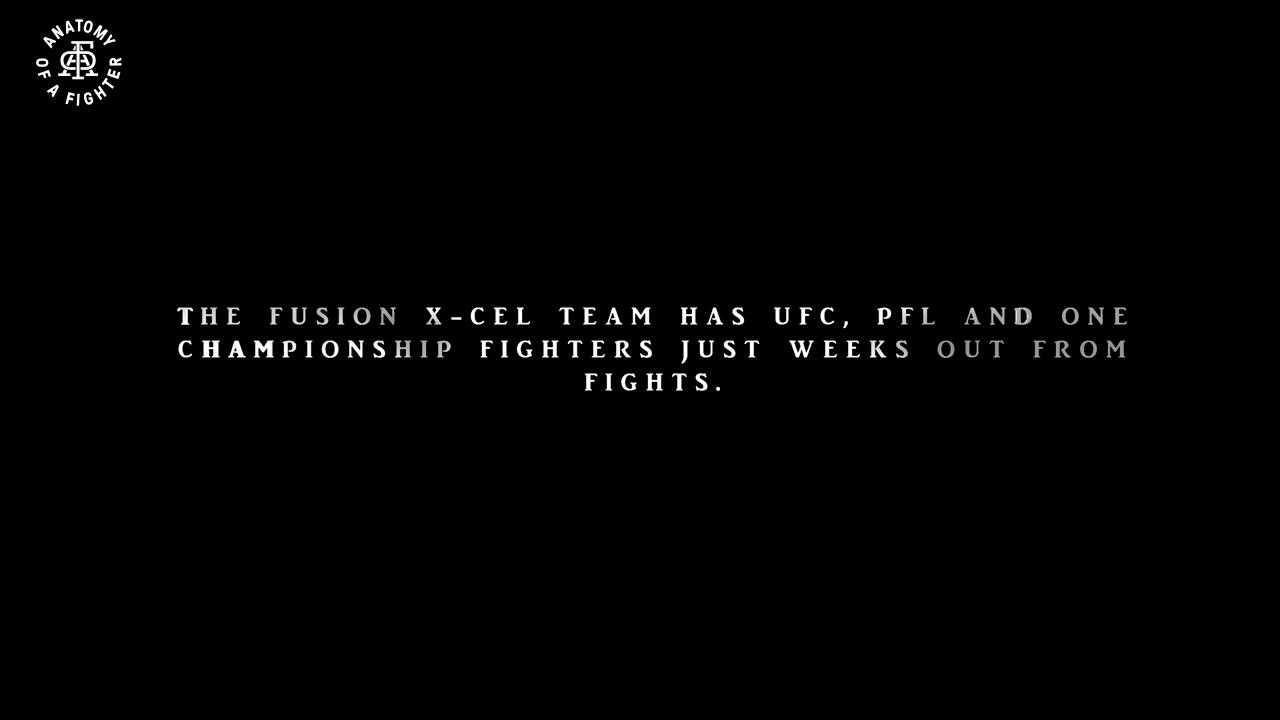 ANATOMY
OF A FIGHTER
THE FUSION X-CEL TEAM HAS UFC, PFL AND ONE
CHAMPIONSHIP FIGHTERS JUST WEEKS OUT FROM
FIGHTS.